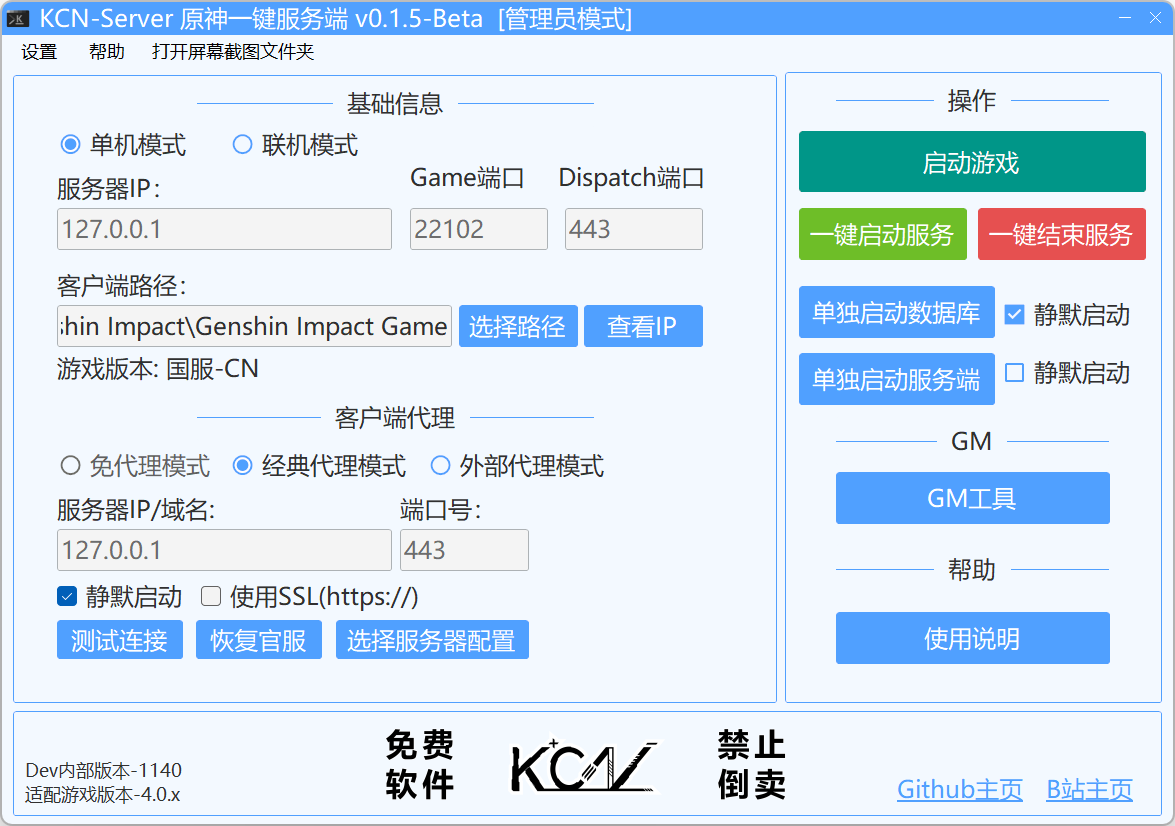 KCN-Server 原神一键服务端 v0.1.5-Beta [管理员模式]
设置 帮助 打开屏幕截图文件夹
基础信息
单机模式 联机模式
服务器IP: Game端口 Dispatch端口
127.0.0.1 22102 443
客户端路径:
shin Impact\Genshin Impact Game 选择路径 查看IP
游戏版本: 国服-CN
客户端代理
免代理模式 经典代理模式 外部代理模式
服务器IP/域名: 端口号:
127.0.0.1 443
静默启动 使用SSL(https://)
测试连接 恢复官服 选择服务器配置
操作
启动游戏
一键启动服务 一键结束服务
单独启动数据库 静默启动
单独启动服务端 静默启动
GM
GM工具
帮助
使用说明
Dev内部版本-1140
适配游戏版本-4.0.x
免费
软件
KCN
禁止
倒卖
Github主页 B站主页